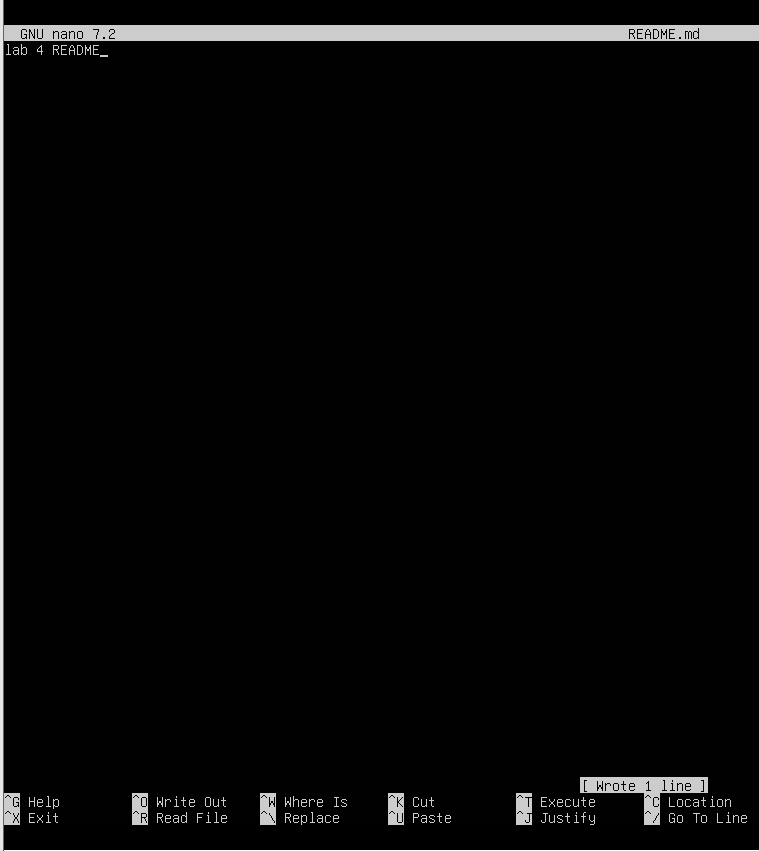 GNU nano 7.2 README.md
lab 4 README_
[ Wrote 1 line ]
^G Help ^O Write Out ^W Where Is ^K Cut ^T Execute ^C Location
^X Exit ^R Read File ^\ Replace ^U Paste ^J Justify ^/ Go To Line